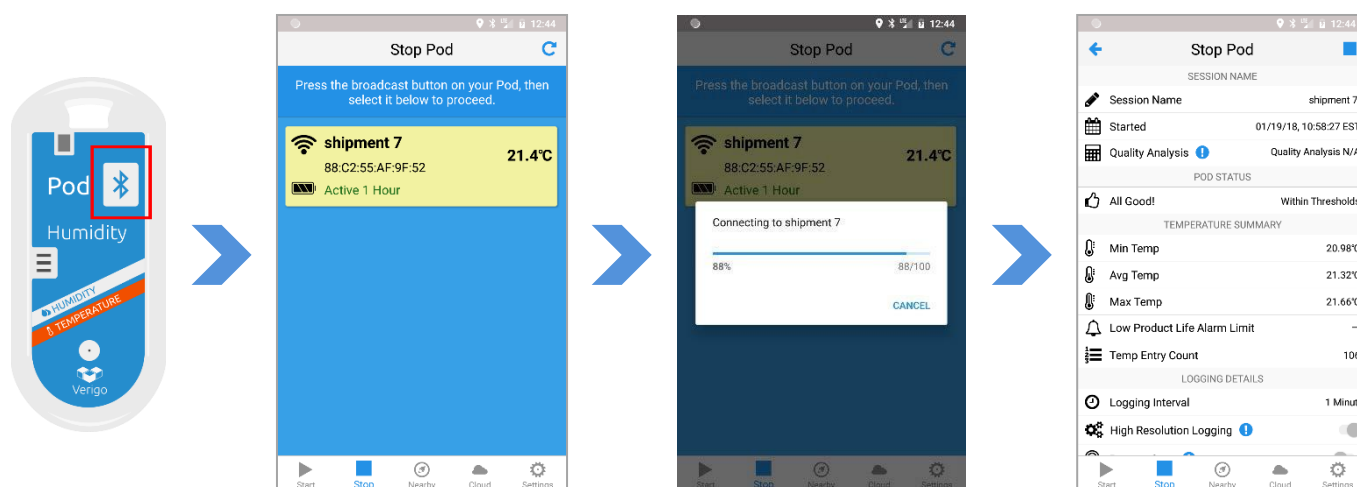 Pod
Humidity
HUMIDITY
TEMPERATURE
Verigo
12:44
Stop Pod
Press the broadcast button on your Pod, then
select it below to proceed.
shipment 7
88:C2:55:AF:9F:52
21.4°C
Active 1 Hour
Start Stop Nearby Cloud Settings
12:44
Stop Pod
Press the broadcast button on your Pod, then
select it below to proceed.
shipment 7
88:C2:55:AF:9F:52
21.4°C
Active 1 Hour
Connecting to shipment 7
88% 88/100
CANCEL
Start Stop Nearby Cloud Settings
12:44
Stop Pod
SESSION NAME
Session Name shipment 7
Started 01/19/18, 10:58:27 EST
Quality Analysis Quality Analysis N/A
POD STATUS
All Good! Within Thresholds
TEMPERATURE SUMMARY
Min Temp 20.98°C
Avg Temp 21.32°C
Max Temp 21.66°C
Low Product Life Alarm Limit --
Temp Entry Count 106
LOGGING DETAILS
Logging Interval 1 Minut
High Resolution Logging
Start Stop Nearby Cloud Settings